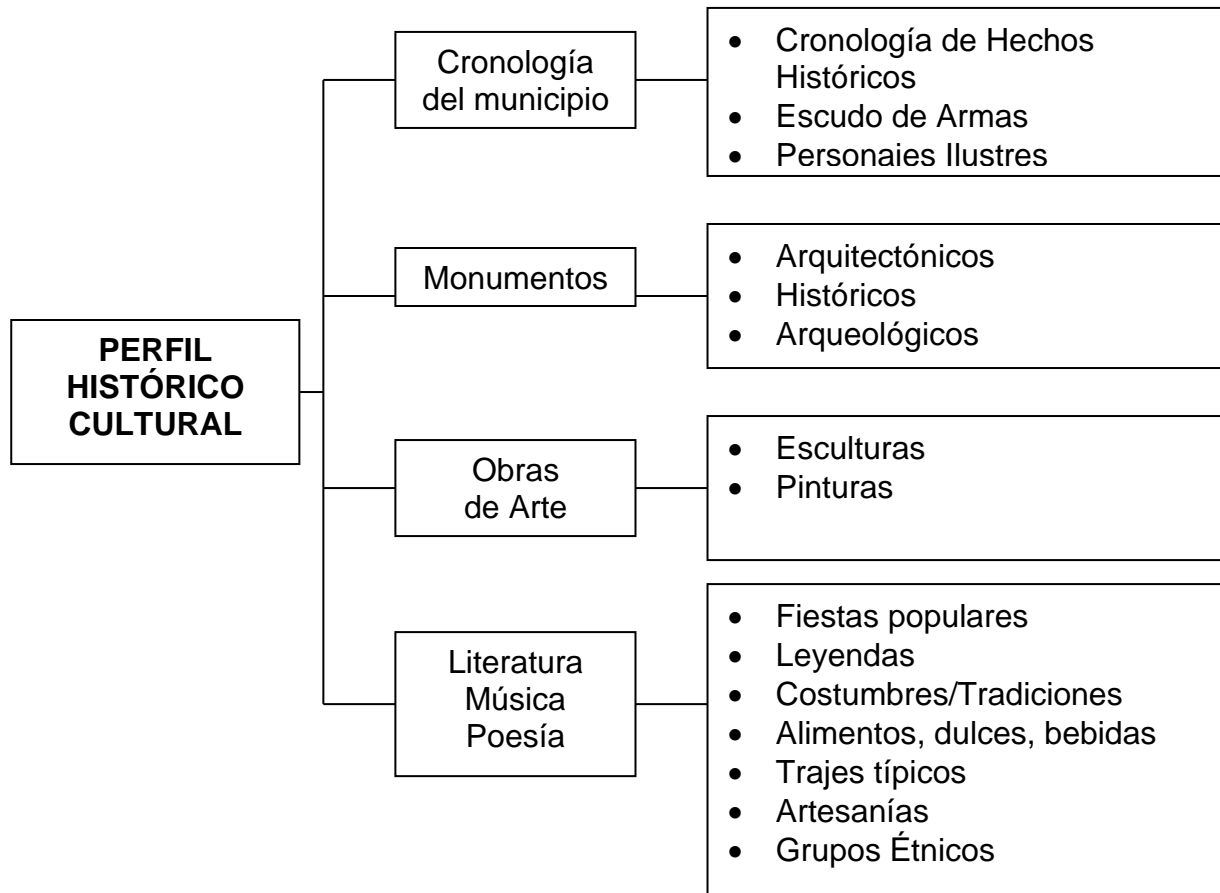 PERFIL
HISTÓRICO
CULTURAL
Cronología
del municipio
• Cronología de Hechos
Históricos
• Escudo de Armas
• Personajes Ilustres
Monumentos
• Arquitectónicos
• Históricos
• Arqueológicos
Obras
de Arte
• Esculturas
• Pinturas
Literatura
Música
Poesía
• Fiestas populares
• Leyendas
• Costumbres/Tradiciones
• Alimentos, dulces, bebidas
• Trajes típicos
• Artesanías
• Grupos Étnicos